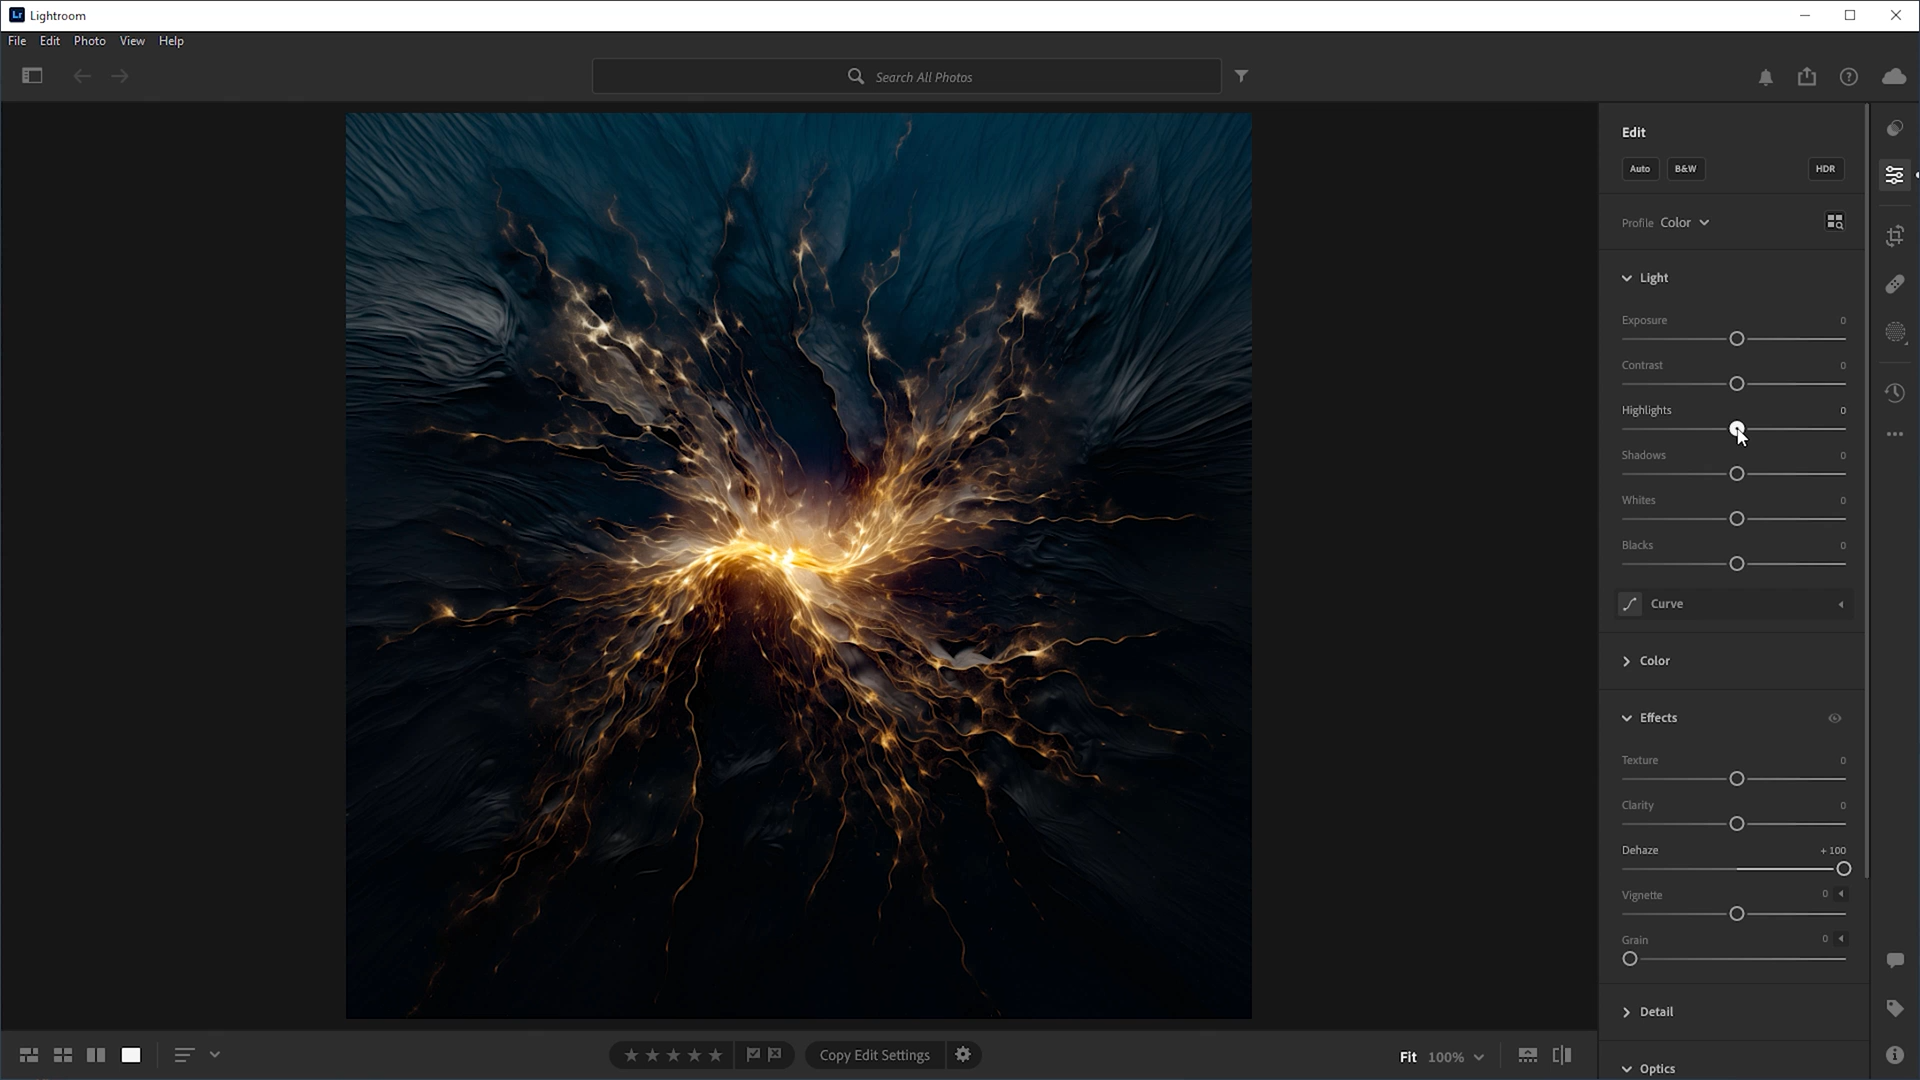 Lr Lightroom
File Edit Photo View Help
Search All Photos
Edit
Auto B&W HDR
Profile Color
Light
Exposure 0
Contrast 0
Highlights 0
Shadows 0
Whites 0
Blacks 0
Curve
Color
Effects
Texture 0
Clarity 0
Dehaze + 100
Vignette 0
Grain 0
Detail
Optics
Copy Edit Settings
Fit 100%